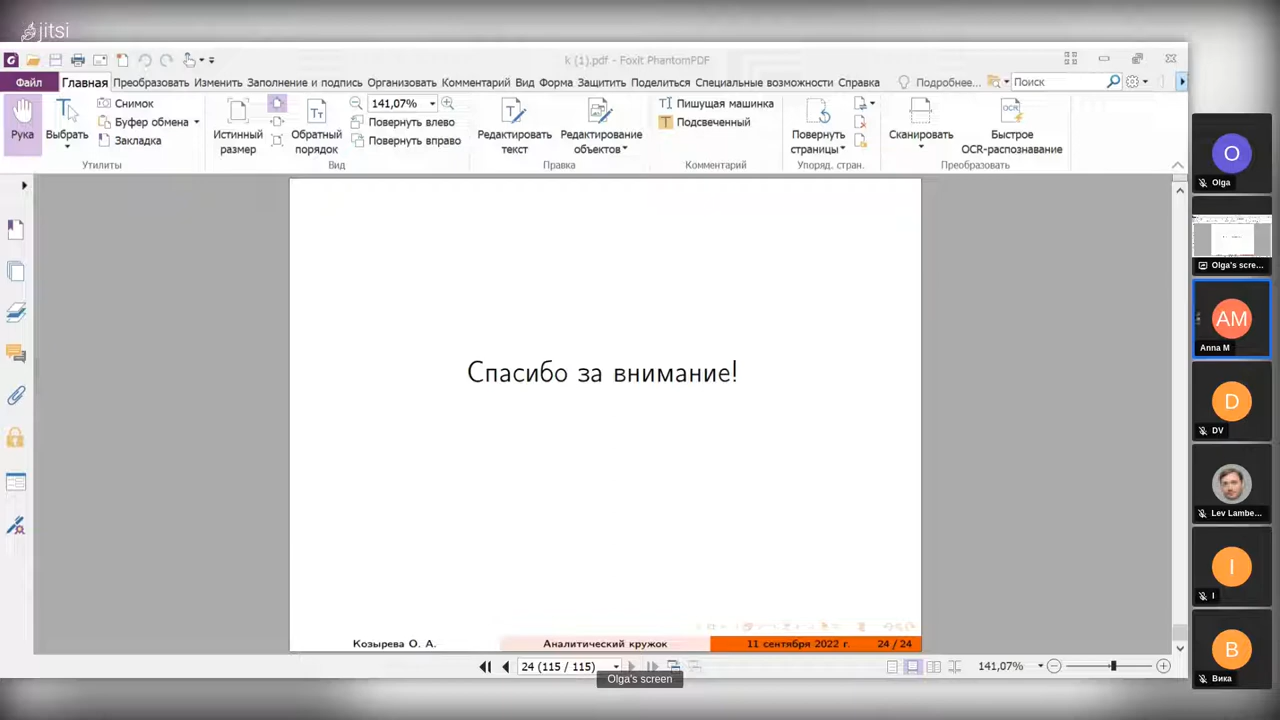 jitsi
k (1).pdf - Foxit PhantomPDF
Файл Главная Преобразовать Изменить Заполнение и подпись Организовать Комментарий Вид Форма Защитить Поделиться Специальные возможности Справка Подробнее... Поиск
Рука
Выбрать
Снимок
Буфер обмена
Закладка
Утилиты
Истинный размер
Обратный порядок
141,07%
Повернуть влево
Повернуть вправо
Вид
Редактировать текст
Редактирование объектов
Правка
Пишущая машинка
Подсвеченный
Комментарий
Повернуть страницы
Упоряд. стран.
Сканировать
OCR
Быстрое OCR-распознавание
Преобразовать
Спасибо за внимание!
Козырева О. А. Аналитический кружок 11 сентября 2022 г. 24 / 24
24 (115 / 115)
141,07%
Olga's screen
O
Olga
Olga's scre...
AM
Anna M
D
DV
Lev Lambe...
I
I
B
Вика